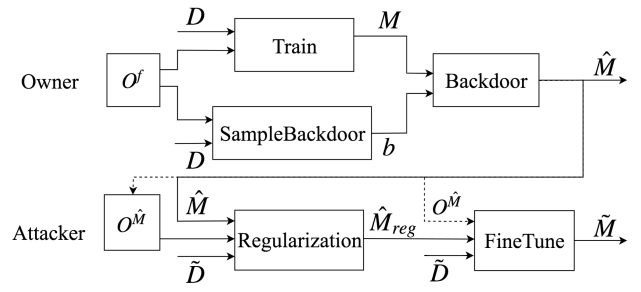 D
M
Train
Owner
O^f
Backdoor
M̂
SampleBackdoor
D
b
M̂
O^M̂
O^M̂
Attacker
Regularization
M̂_reg
FineTune
M̃
D̃
D̃